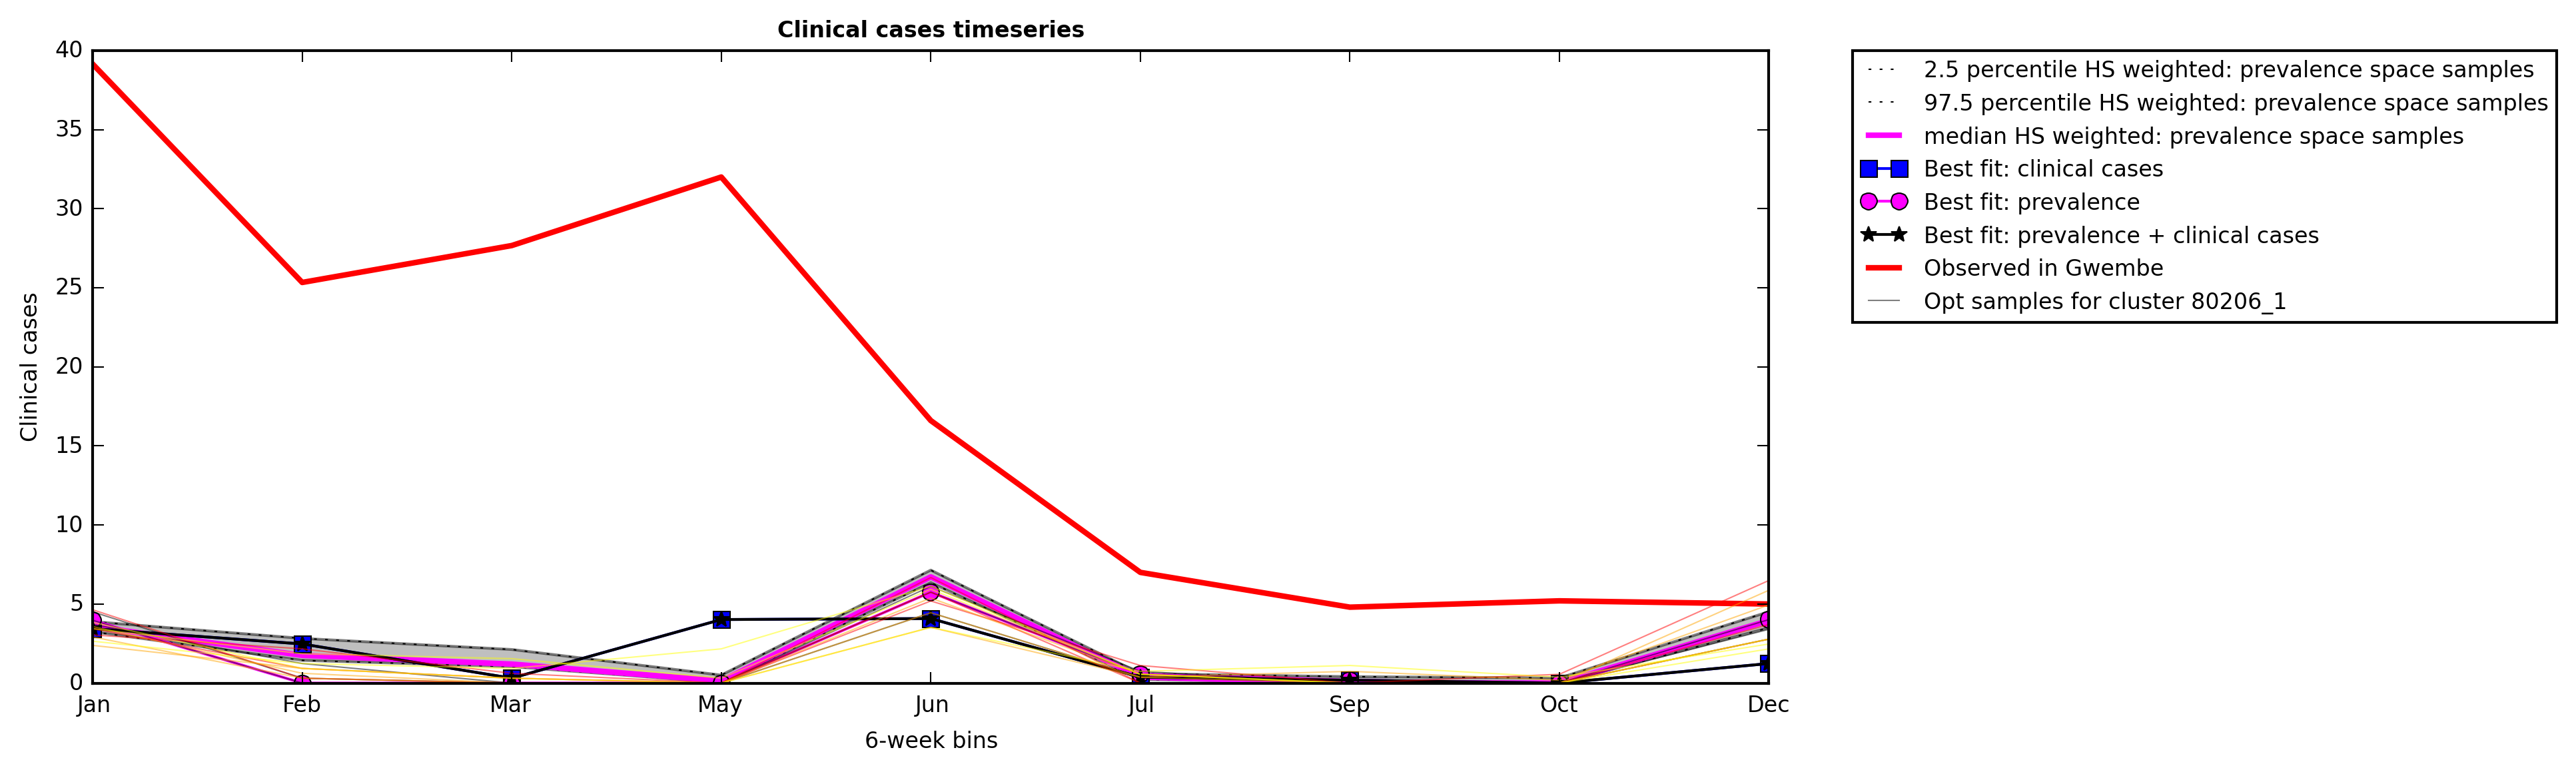 Clinical cases timeseries
40
35
30
25
20
15
10
5
0
Clinical cases
Jan Feb Mar May Jun Jul Sep Oct Dec
6-week bins
2.5 percentile HS weighted: prevalence space samples
97.5 percentile HS weighted: prevalence space samples
median HS weighted: prevalence space samples
Best fit: clinical cases
Best fit: prevalence
Best fit: prevalence + clinical cases
Observed in Gwembe
Opt samples for cluster 80206_1